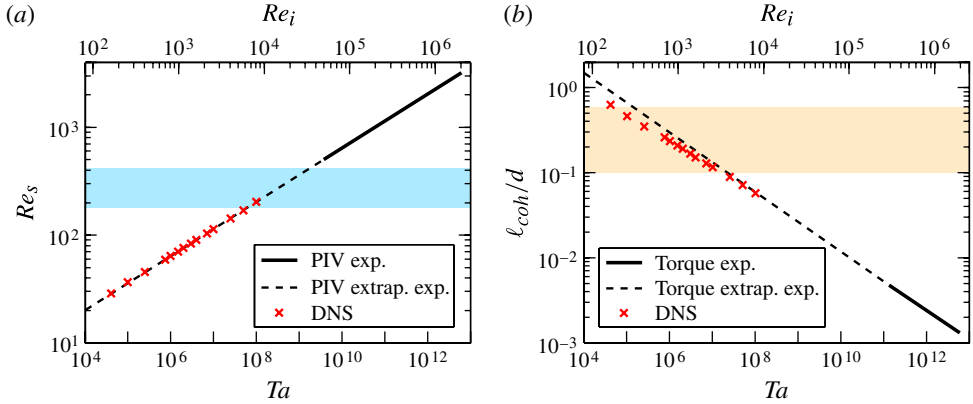 (a)
Re_i
10^2 10^3 10^4 10^5 10^6
Re_s
10^3
10^2
10^1
PIV exp.
PIV extrap. exp.
DNS
10^4 10^6 10^8 10^10 10^12
Ta
(b)
Re_i
10^2 10^3 10^4 10^5 10^6
ℓ_coh/d
10^0
10^−1
10^−2
10^−3
Torque exp.
Torque extrap. exp.
DNS
10^4 10^6 10^8 10^10 10^12
Ta